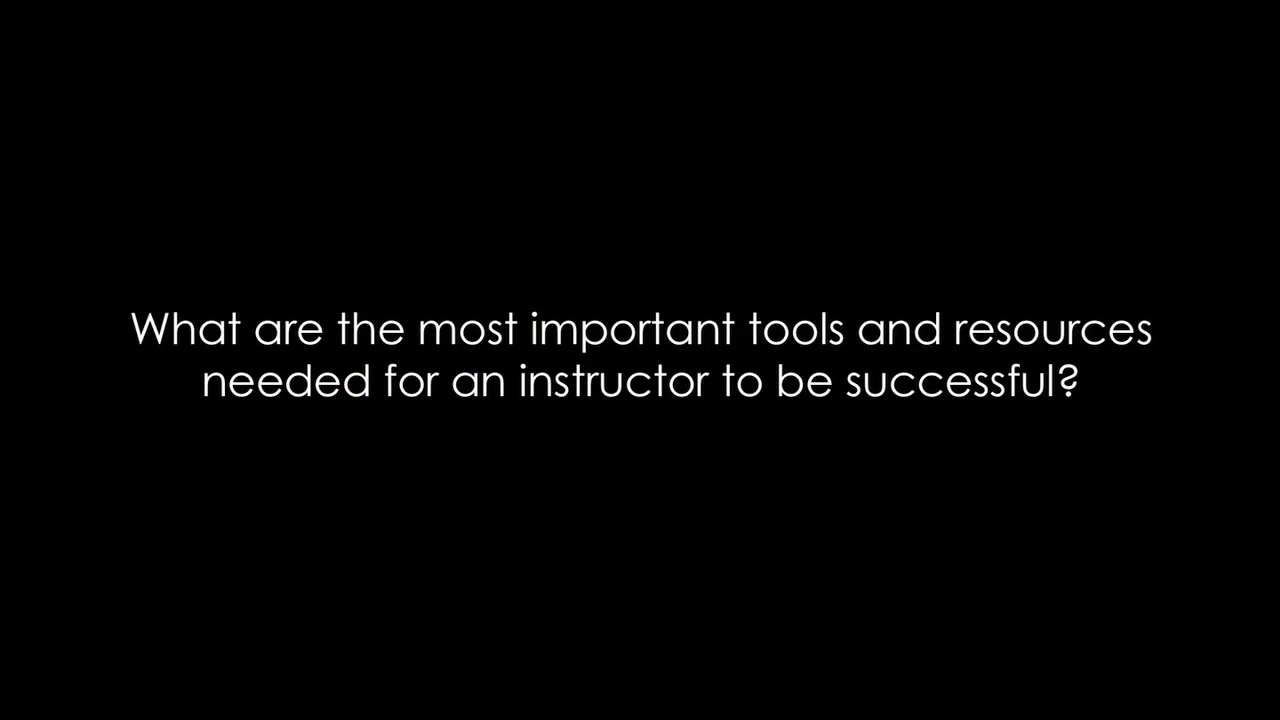 What are the most important tools and resources
needed for an instructor to be successful?